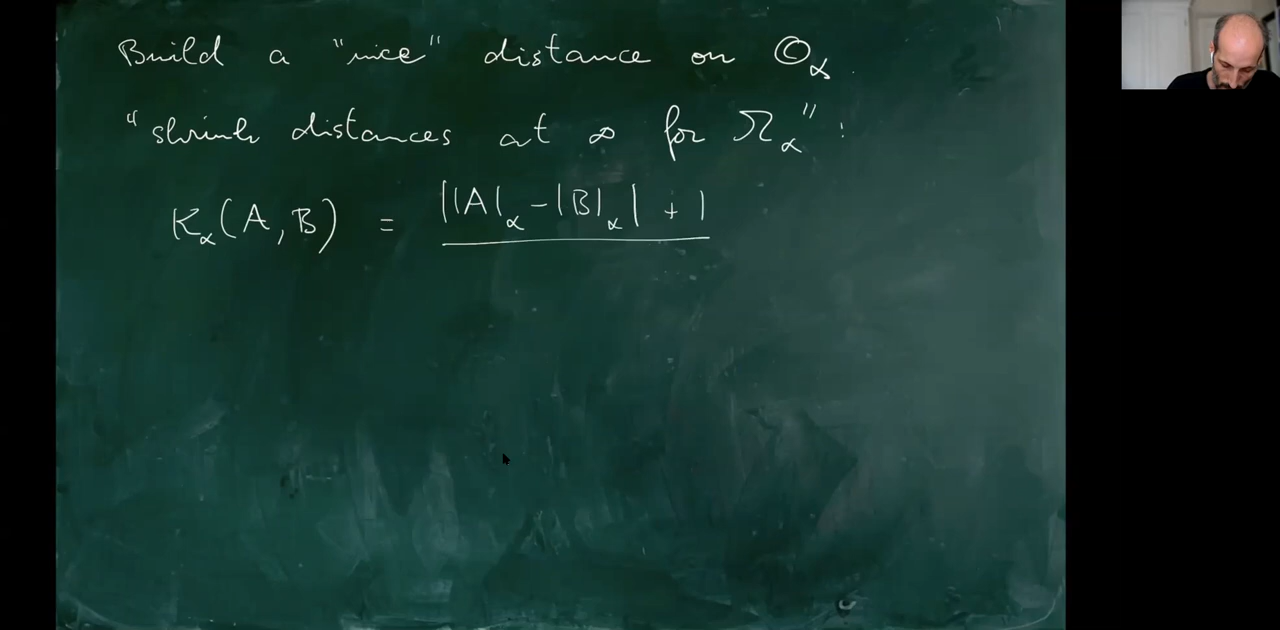 Build a "nice" distance on 𝕆_α.
"shrink distances at ∞ for Ω_α":
K_α(A, B) = ||A|_α - |B|_α| + 1